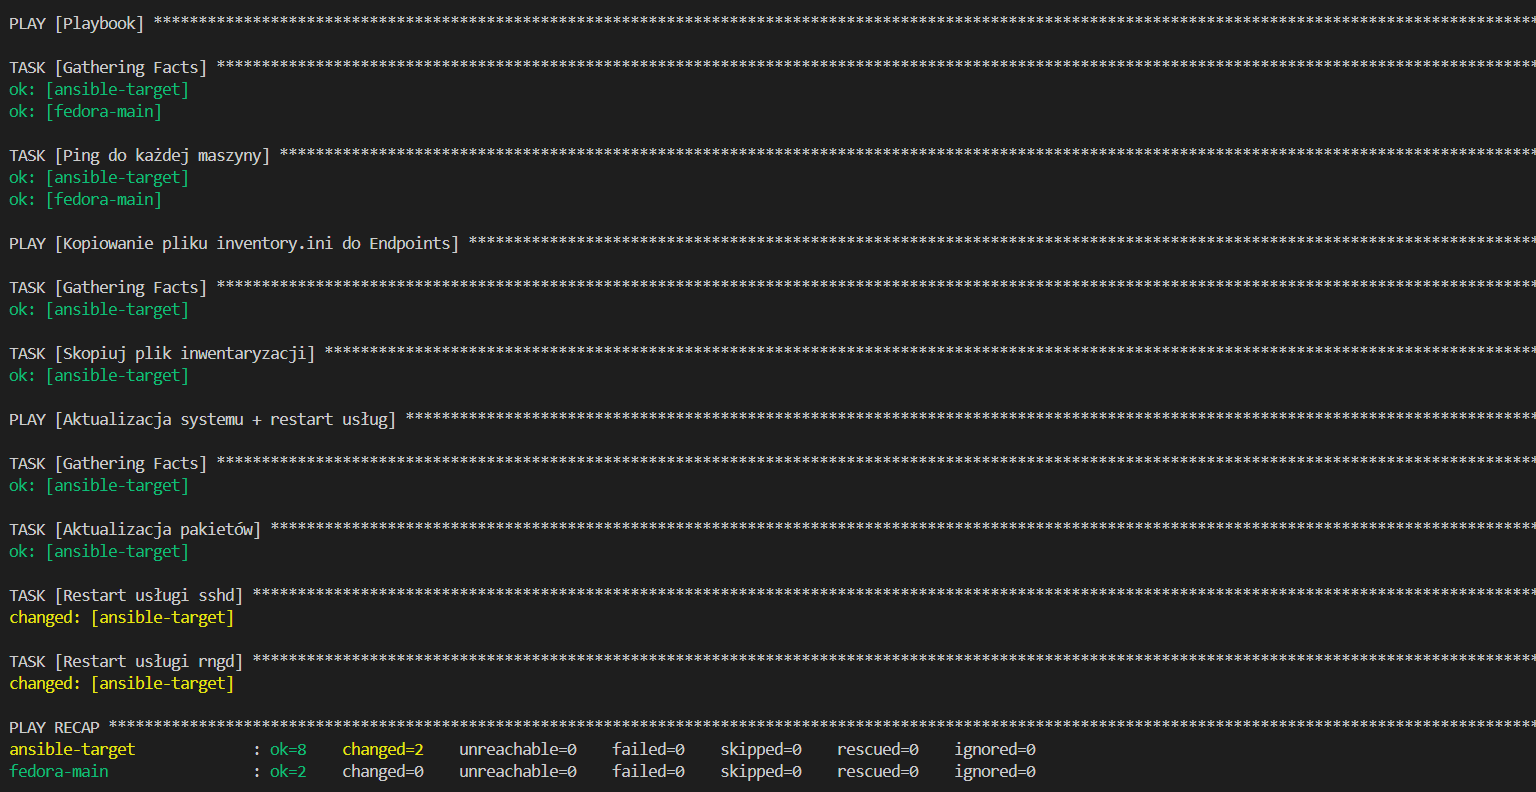 PLAY [Playbook] ****************************************************************************************************************************************************
TASK [Gathering Facts] *********************************************************************************************************************************************
ok: [ansible-target]
ok: [fedora-main]
TASK [Ping do każdej maszyny] **************************************************************************************************************************************
ok: [ansible-target]
ok: [fedora-main]
PLAY [Kopiowanie pliku inventory.ini do Endpoints] *****************************************************************************************************************
TASK [Gathering Facts] *********************************************************************************************************************************************
ok: [ansible-target]
TASK [Skopiuj plik inwentaryzacji] *********************************************************************************************************************************
ok: [ansible-target]
PLAY [Aktualizacja systemu + restart usług] ************************************************************************************************************************
TASK [Gathering Facts] *********************************************************************************************************************************************
ok: [ansible-target]
TASK [Aktualizacja pakietów] ***************************************************************************************************************************************
ok: [ansible-target]
TASK [Restart usługi sshd] *****************************************************************************************************************************************
changed: [ansible-target]
TASK [Restart usługi rngd] *****************************************************************************************************************************************
changed: [ansible-target]
PLAY RECAP *********************************************************************************************************************************************************
ansible-target             : ok=8    changed=2    unreachable=0    failed=0    skipped=0    rescued=0    ignored=0
fedora-main                : ok=2    changed=0    unreachable=0    failed=0    skipped=0    rescued=0    ignored=0